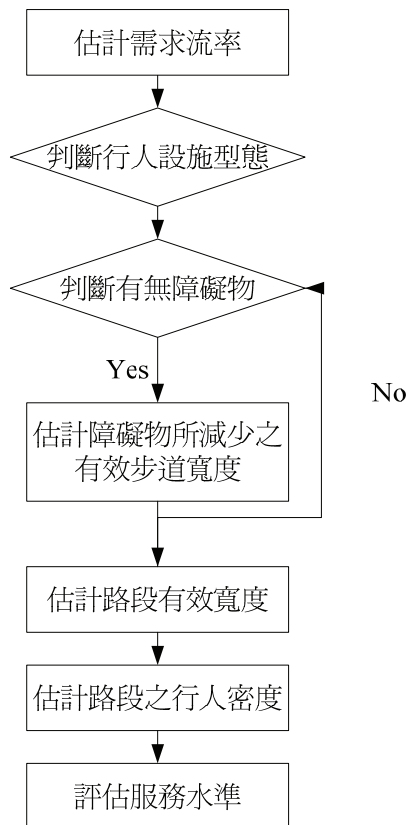 估計需求流率
判斷行人設施型態
判斷有無障礙物
Yes
No
估計障礙物所減少之
有效步道寬度
估計路段有效寬度
估計路段之行人密度
評估服務水準